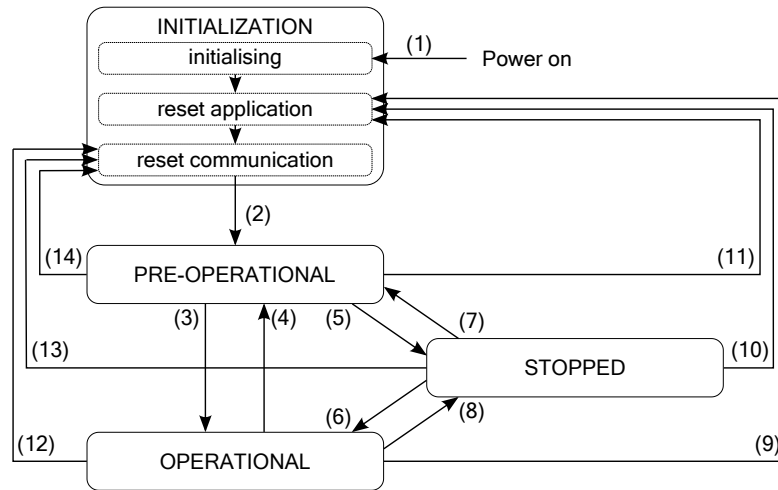 INITIALIZATION
initialising
(1)
Power on
reset application
reset communication
(2)
(14)
PRE-OPERATIONAL
(11)
(3)
(4)
(5)
(7)
(13)
STOPPED
(10)
(6)
(8)
(12)
OPERATIONAL
(9)